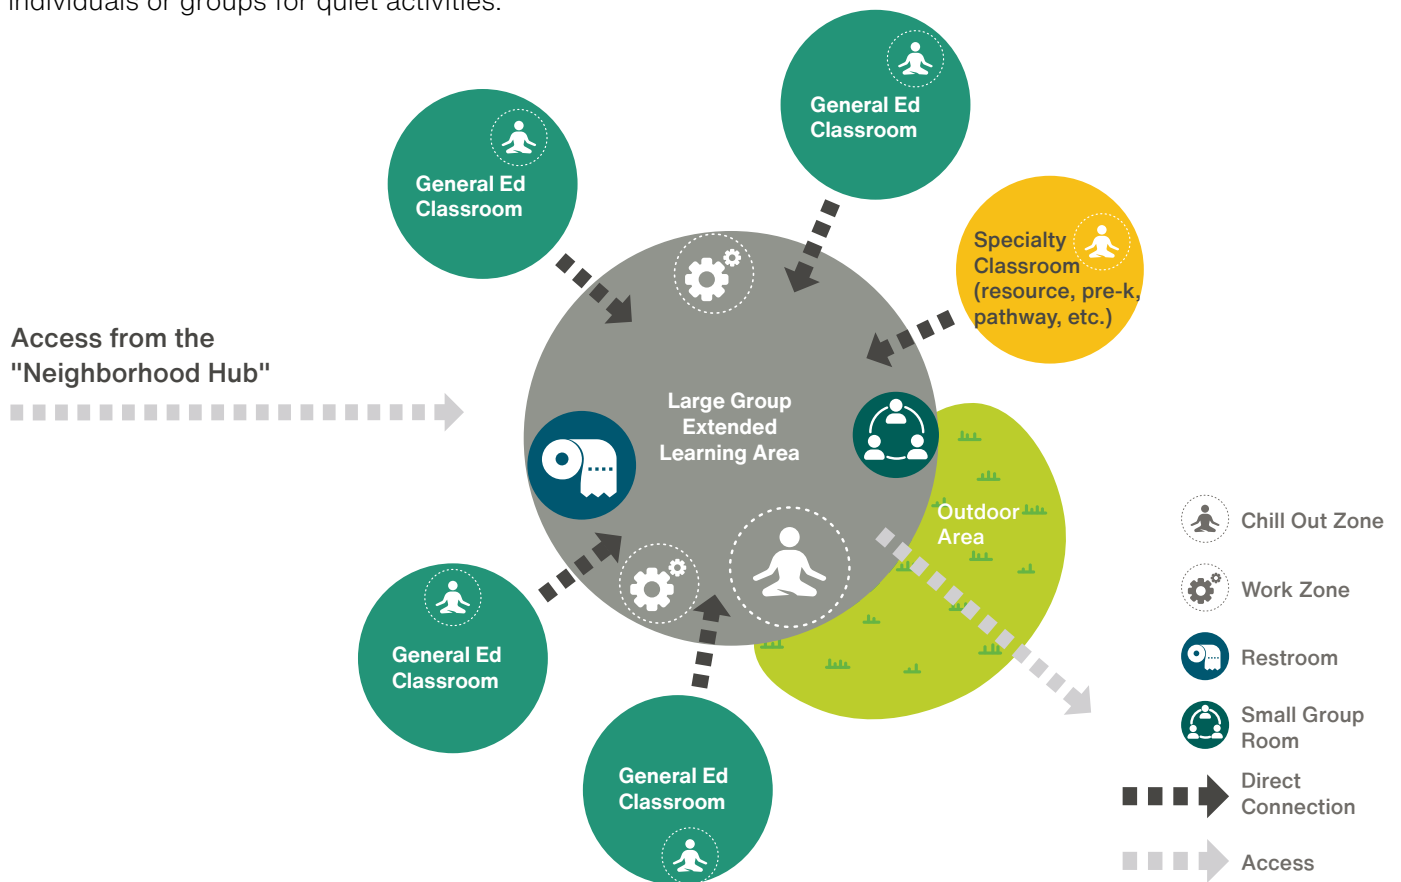 individuals or groups for quiet activities.
General Ed
Classroom
General Ed
Classroom
Specialty
Classroom
(resource, pre-k,
pathway, etc.)
Access from the
"Neighborhood Hub"
Large Group
Extended
Learning Area
Outdoor
Area
General Ed
Classroom
General Ed
Classroom
Chill Out Zone
Work Zone
Restroom
Small Group
Room
Direct
Connection
Access